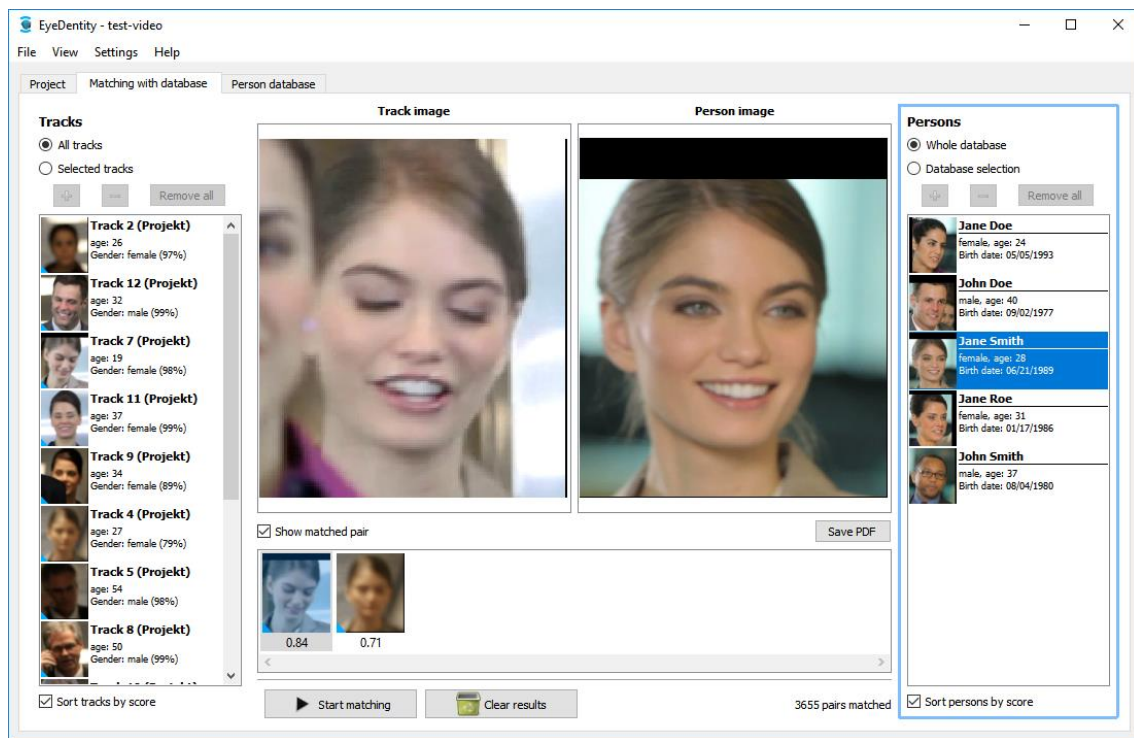 EyeDentity - test-video
File View Settings Help
Project Matching with database Person database
Tracks
All tracks
Selected tracks
Remove all
Track 2 (Projekt)
age: 26
Gender: female (97%)
Track 12 (Projekt)
age: 32
Gender: male (99%)
Track 7 (Projekt)
age: 19
Gender: female (98%)
Track 11 (Projekt)
age: 37
Gender: female (99%)
Track 9 (Projekt)
age: 34
Gender: female (89%)
Track 4 (Projekt)
age: 27
Gender: female (79%)
Track 5 (Projekt)
age: 54
Gender: male (98%)
Track 8 (Projekt)
age: 50
Gender: male (99%)
Sort tracks by score
Track image
Person image
Show matched pair
Save PDF
0.84
0.71
Start matching
Clear results
3655 pairs matched
Persons
Whole database
Database selection
Remove all
Jane Doe
female, age: 24
Birth date: 05/05/1993
John Doe
male, age: 40
Birth date: 09/02/1977
Jane Smith
female, age: 28
Birth date: 06/21/1989
Jane Roe
female, age: 31
Birth date: 01/17/1986
John Smith
male, age: 37
Birth date: 08/04/1980
Sort persons by score